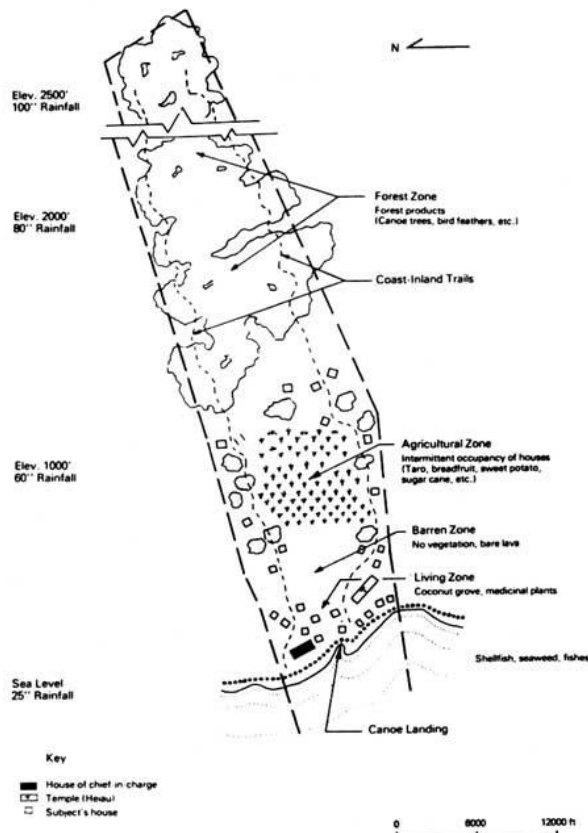 N
Elev. 2500'
100'' Rainfall
Forest Zone
Forest products
(Canoe trees, bird feathers, etc.)
Elev. 2000'
80'' Rainfall
Coast-Inland Trails
Agricultural Zone
Intermittent occupancy of houses
(Taro, breadfruit, sweet potato,
sugar cane, etc.)
Elev. 1000'
60'' Rainfall
Barren Zone
No vegetation, bare lava
Living Zone
Coconut grove, medicinal plants
Shellfish, seaweed, fishes
Sea Level
25'' Rainfall
Canoe Landing
Key
House of chief-in-charge
Temple (Heiau)
Subject's house
0 6000 12000 ft